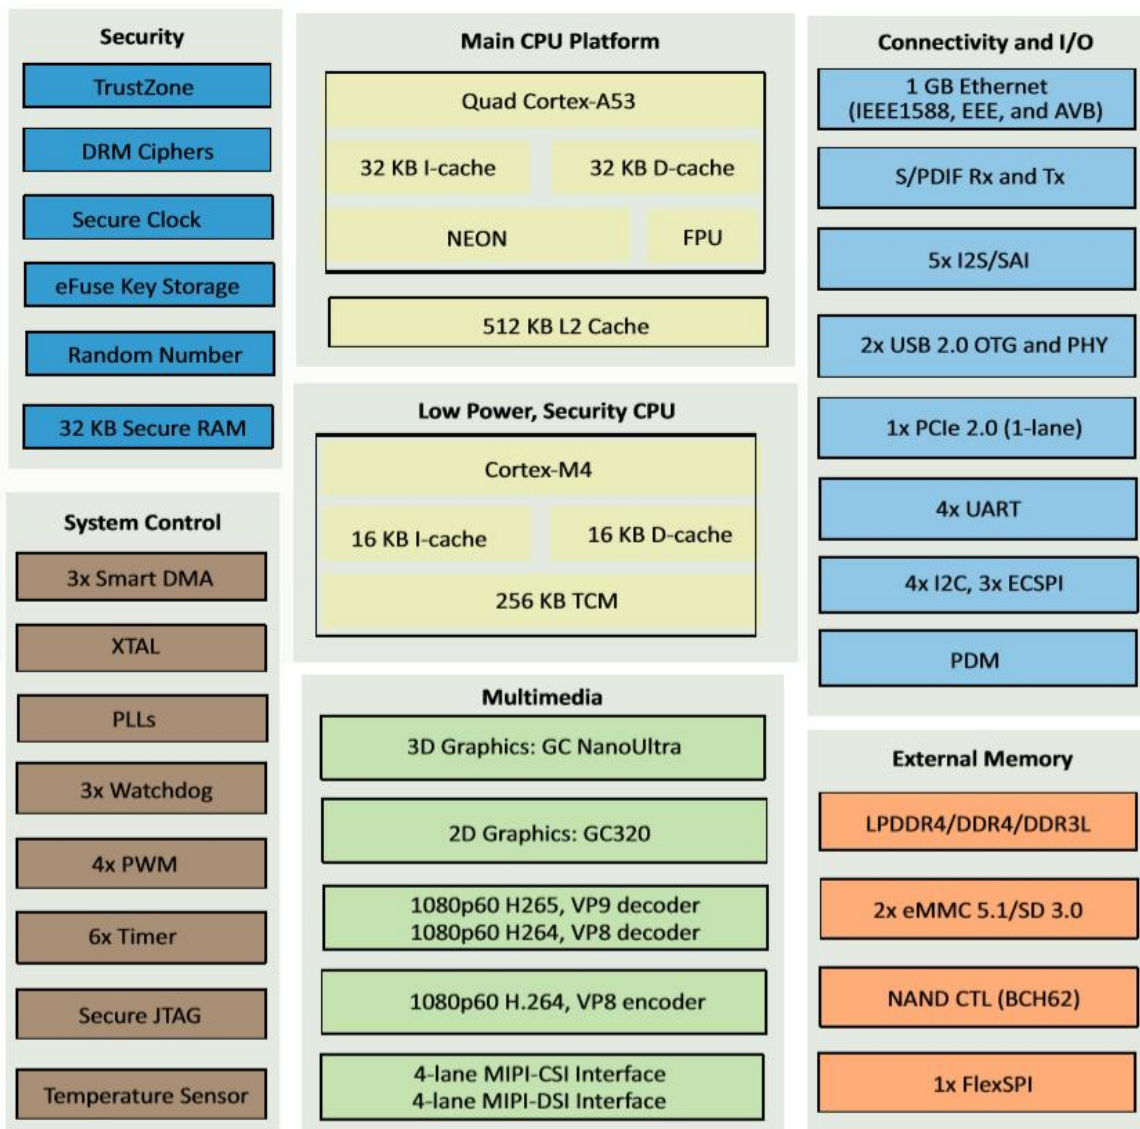 Security
TrustZone
DRM Ciphers
Secure Clock
eFuse Key Storage
Random Number
32 KB Secure RAM
System Control
3x Smart DMA
XTAL
PLLs
3x Watchdog
4x PWM
6x Timer
Secure JTAG
Temperature Sensor
Main CPU Platform
Quad Cortex-A53
32 KB I-cache
32 KB D-cache
NEON
FPU
512 KB L2 Cache
Low Power, Security CPU
Cortex-M4
16 KB I-cache
16 KB D-cache
256 KB TCM
Multimedia
3D Graphics: GC NanoUltra
2D Graphics: GC320
1080p60 H265, VP9 decoder
1080p60 H264, VP8 decoder
1080p60 H.264, VP8 encoder
4-lane MIPI-CSI Interface
4-lane MIPI-DSI Interface
Connectivity and I/O
1 GB Ethernet
(IEEE1588, EEE, and AVB)
S/PDIF Rx and Tx
5x I2S/SAI
2x USB 2.0 OTG and PHY
1x PCIe 2.0 (1-lane)
4x UART
4x I2C, 3x ECSPI
PDM
External Memory
LPDDR4/DDR4/DDR3L
2x eMMC 5.1/SD 3.0
NAND CTL (BCH62)
1x FlexSPI